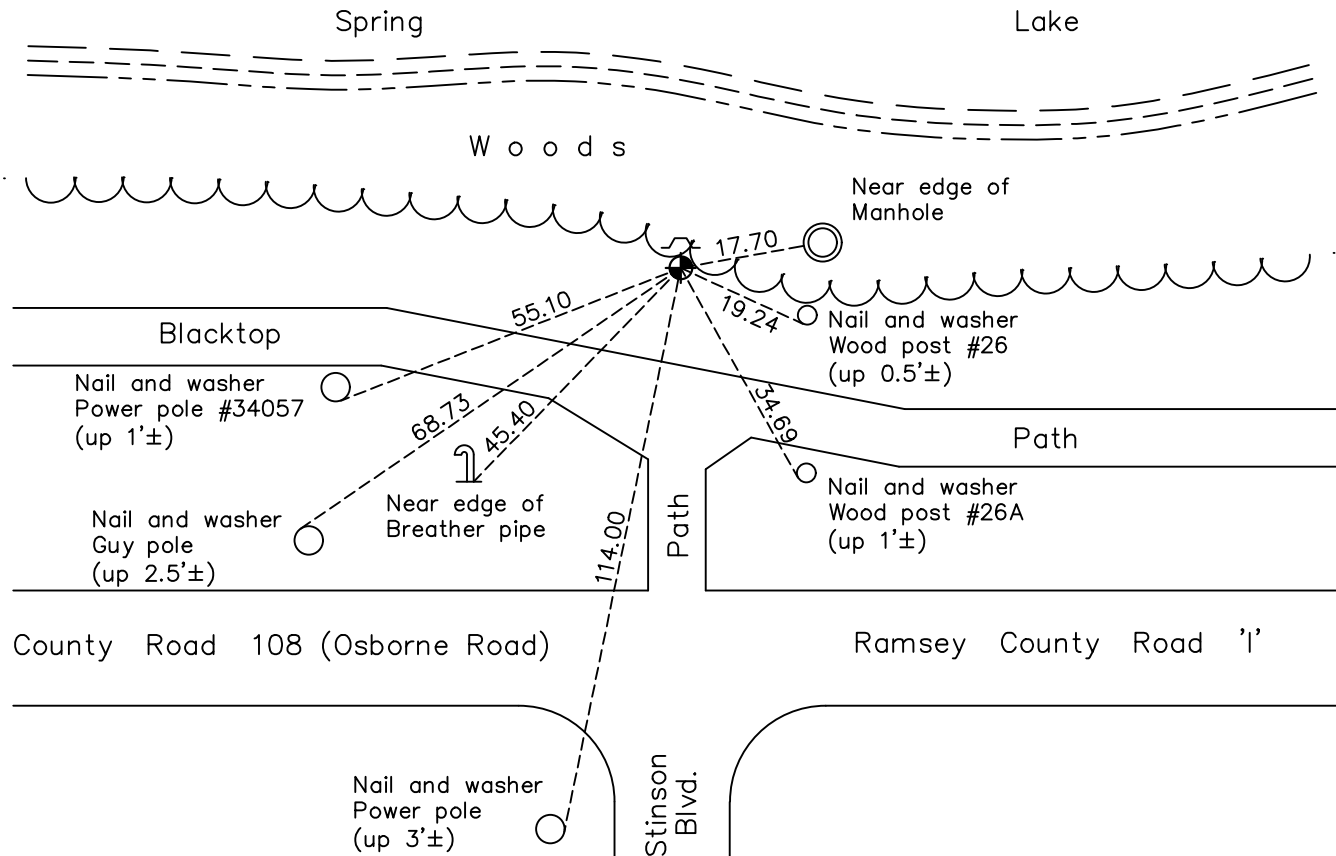 Spring Lake
Woods
Near edge of
Manhole
17.70
55.10
19.24
Nail and washer
Wood post #26
(up 0.5'±)
Blacktop
Nail and washer
Power pole #34057
(up 1'±)
68.73
45.40
34.69
Path
Near edge of
Breather pipe
Nail and washer
Wood post #26A
(up 1'±)
Nail and washer
Guy pole
(up 2.5'±)
114.00
Path
County Road 108 (Osborne Road)
Ramsey County Road 'I'
Nail and washer
Power pole
(up 3'±)
Stinson
Blvd.